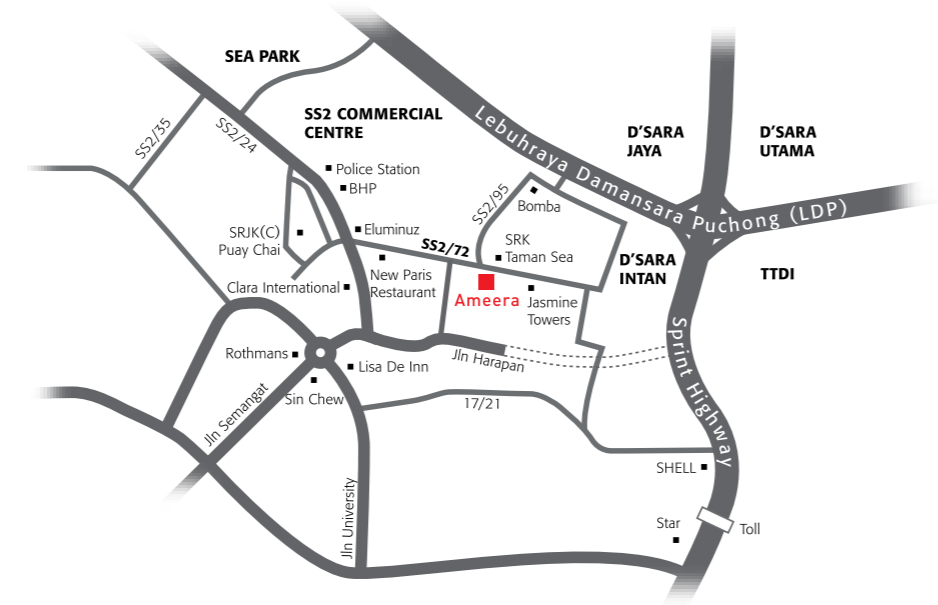 SEA PARK
SS2/35
SS2/24
SS2 COMMERCIAL
CENTRE
Police Station
BHP
Lebuhraya Damansara Puchong (LDP)
D'SARA
JAYA
D'SARA
UTAMA
SS2/95
Bomba
SRJK(C)
Puay Chai
Eluminuz
SS2/72
SRK
Taman Sea
D'SARA
INTAN
TTDI
Clara International
New Paris
Restaurant
Ameera
Jasmine
Towers
Rothmans
Lisa De Inn
Jln Harapan
Sprint Highway
Sin Chew
Jln Semangat
17/21
SHELL
Jln University
Star
Toll